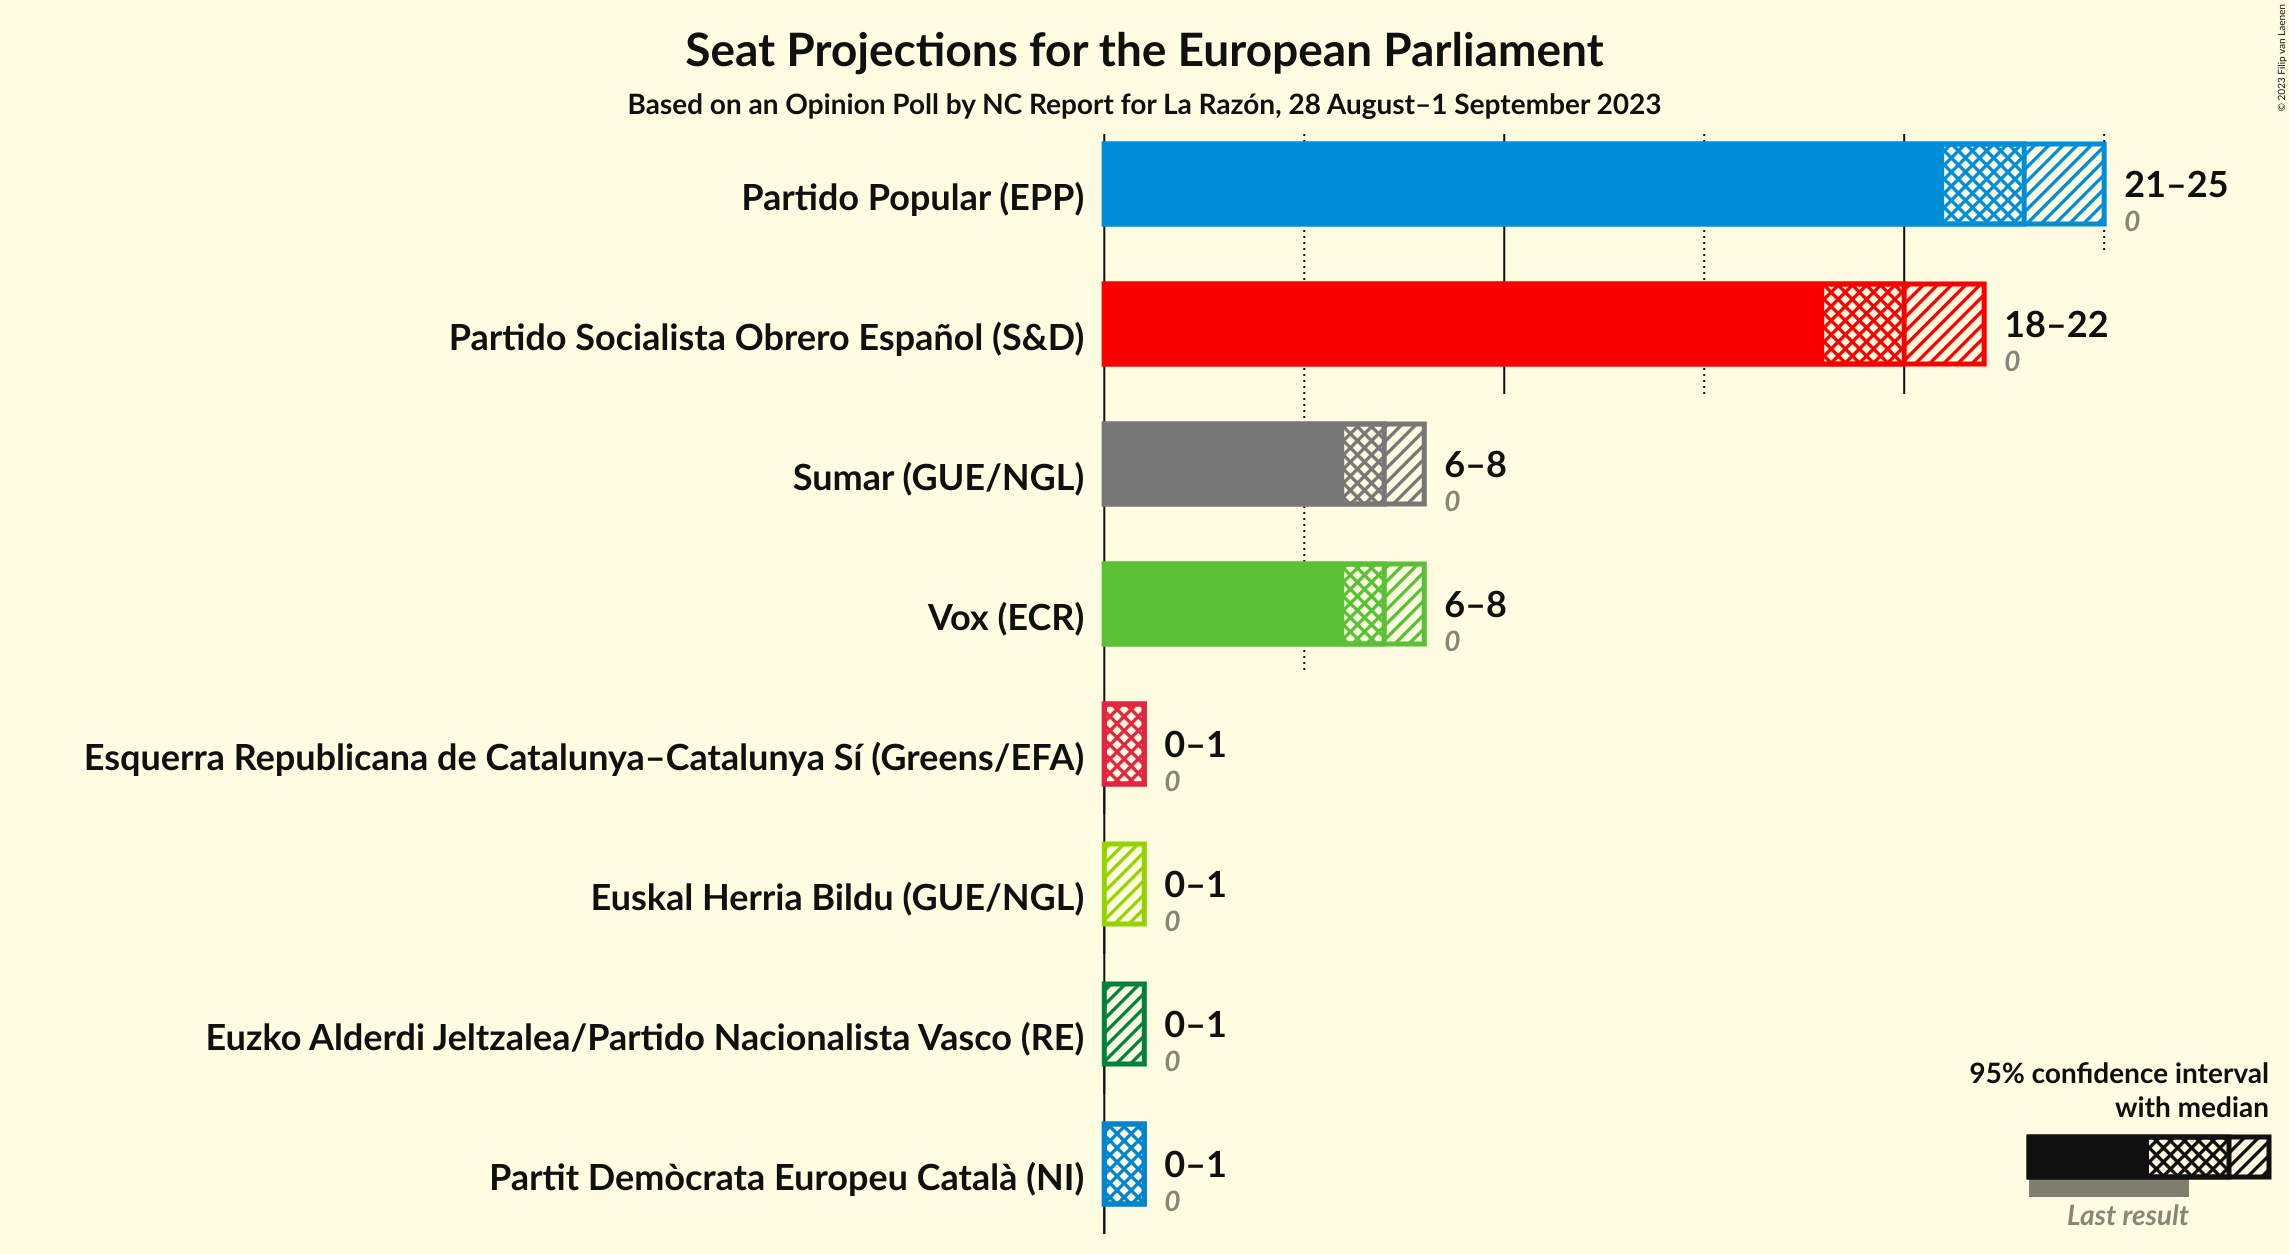 Seat Projections for the European Parliament
Based on an Opinion Poll by NC Report for La Razón, 28 August–1 September 2023
© 2023 Filip van Laenen
Partido Popular (EPP)
21–25
0
Partido Socialista Obrero Español (S&D)
18–22
0
Sumar (GUE/NGL)
6–8
0
Vox (ECR)
6–8
0
Esquerra Republicana de Catalunya–Catalunya Sí (Greens/EFA)
0–1
0
Euskal Herria Bildu (GUE/NGL)
0–1
0
Euzko Alderdi Jeltzalea/Partido Nacionalista Vasco (RE)
0–1
0
Partit Demòcrata Europeu Català (NI)
0–1
0
95% confidence interval
with median
Last result